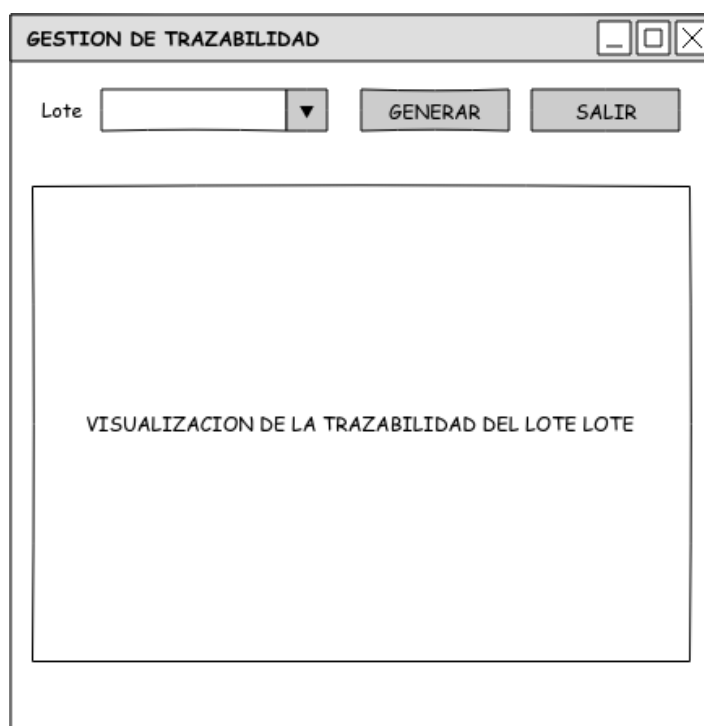 GESTION DE TRAZABILIDAD
Lote GENERAR SALIR
VISUALIZACION DE LA TRAZABILIDAD DEL LOTE LOTE